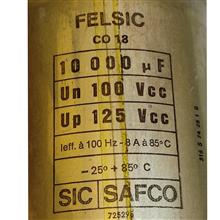 FELSIC
CO 18
10 000 µF
Un 100 Vcc
Up 125 Vcc
Ieff. à 100 Hz - 8 A à 85°C
− 25° + 85° C
SIC SAFCO